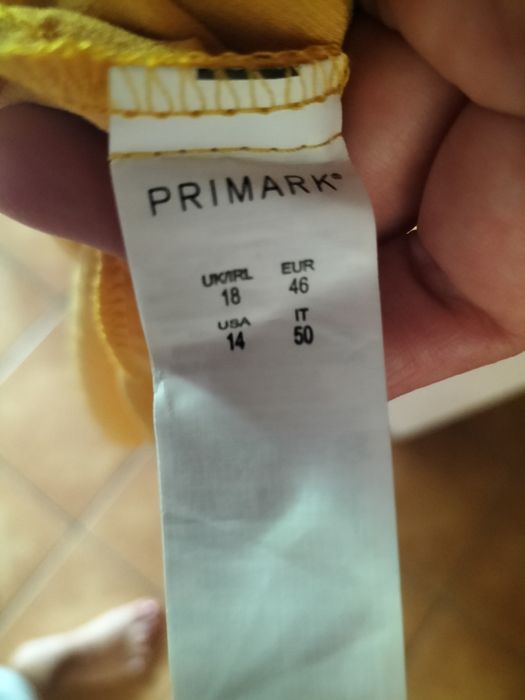 PRIMARK®
UK/IRL EUR
18 46
USA IT
14 50